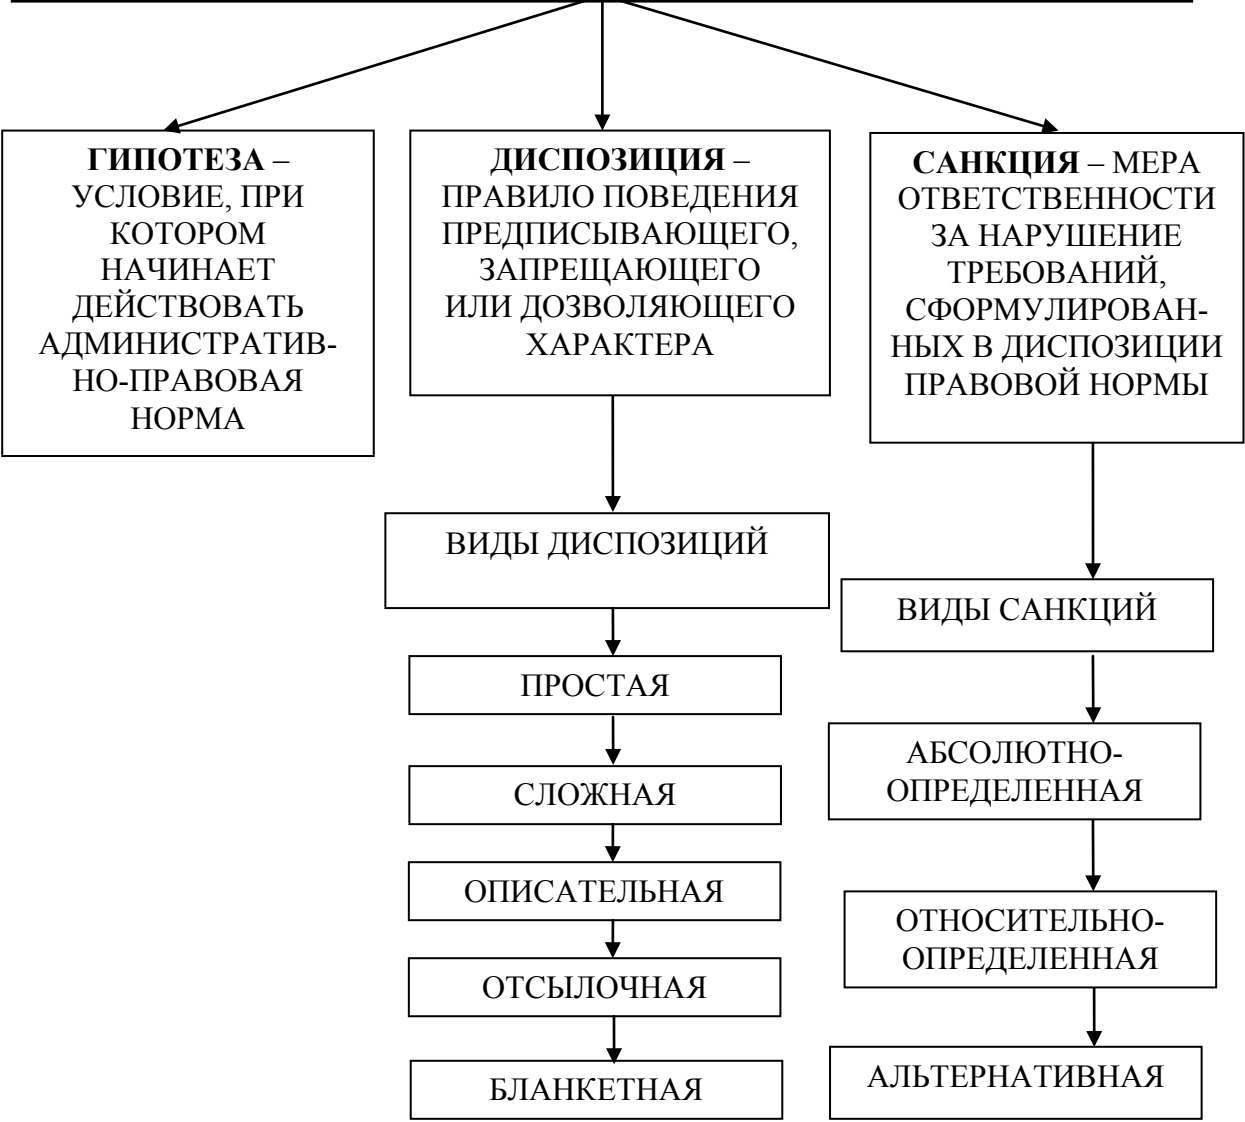 ГИПОТЕЗА –
УСЛОВИЕ, ПРИ
КОТОРОМ
НАЧИНАЕТ
ДЕЙСТВОВАТЬ
АДМИНИСТРАТИВ-
НО-ПРАВОВАЯ
НОРМА
ДИСПОЗИЦИЯ –
ПРАВИЛО ПОВЕДЕНИЯ
ПРЕДПИСЫВАЮЩЕГО,
ЗАПРЕЩАЮЩЕГО
ИЛИ ДОЗВОЛЯЮЩЕГО
ХАРАКТЕРА
САНКЦИЯ – МЕРА
ОТВЕТСТВЕННОСТИ
ЗА НАРУШЕНИЕ
ТРЕБОВАНИЙ,
СФОРМУЛИРОВАН-
НЫХ В ДИСПОЗИЦИИ
ПРАВОВОЙ НОРМЫ
ВИДЫ ДИСПОЗИЦИЙ
ПРОСТАЯ
СЛОЖНАЯ
ОПИСАТЕЛЬНАЯ
ОТСЫЛОЧНАЯ
БЛАНКЕТНАЯ
ВИДЫ САНКЦИЙ
АБСОЛЮТНО-
ОПРЕДЕЛЕННАЯ
ОТНОСИТЕЛЬНО-
ОПРЕДЕЛЕННАЯ
АЛЬТЕРНАТИВНАЯ